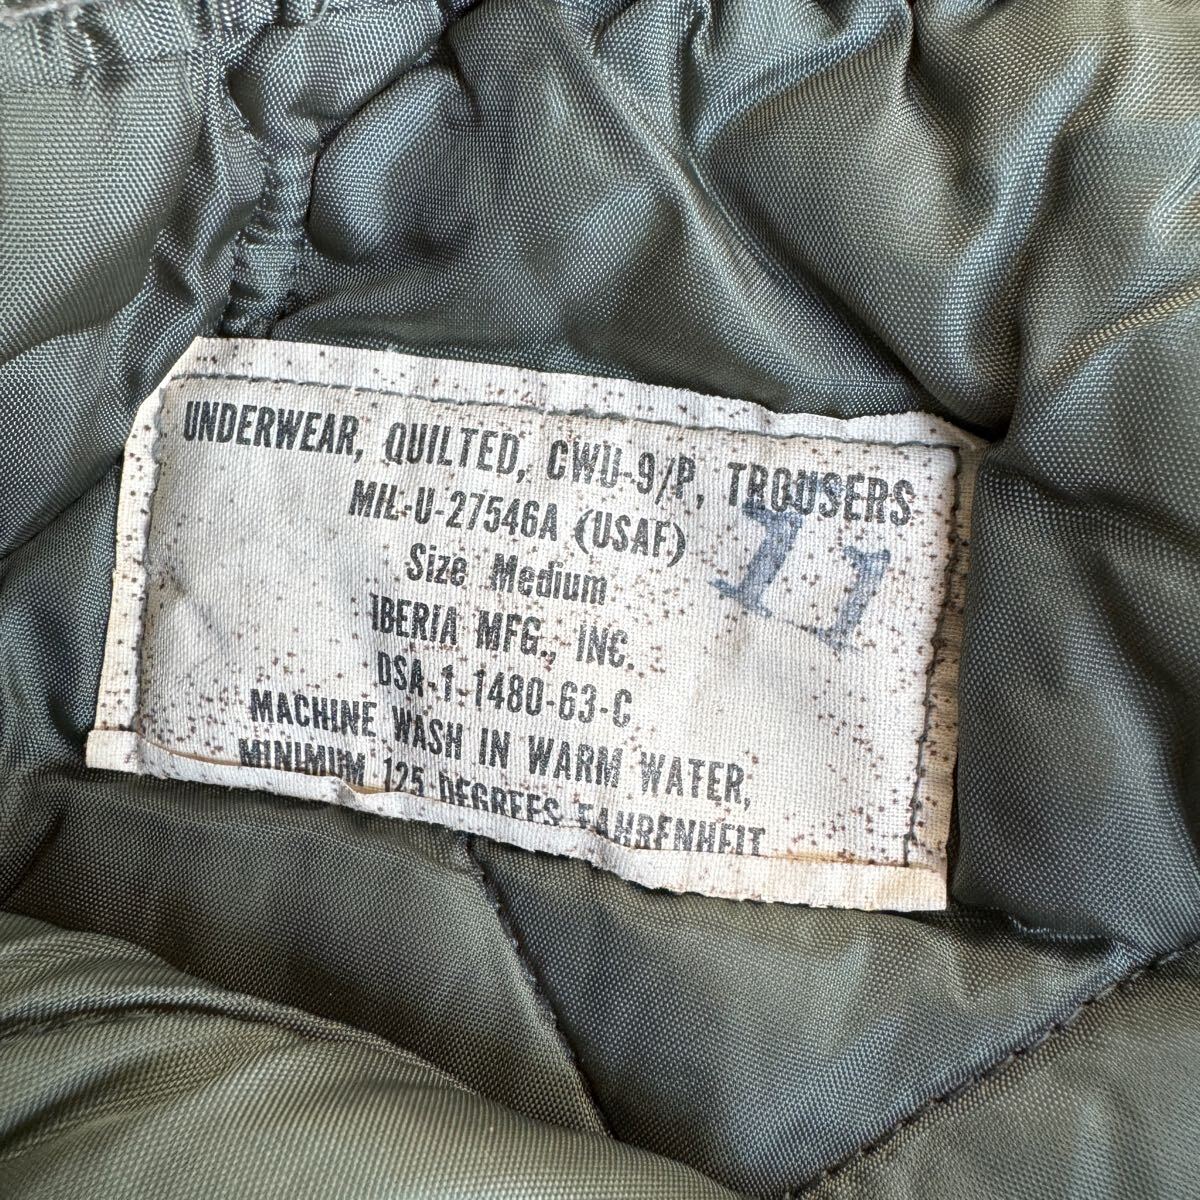 UNDERWEAR, QUILTED, CWU-9/P, TROUSERS
MIL-U-27546A (USAF)
11
Size Medium
IBERIA MFG., INC.
DSA-1-1480-63-C
MACHINE WASH IN WARM WATER,
MINIMUM 125 DEGREES FAHRENHEIT